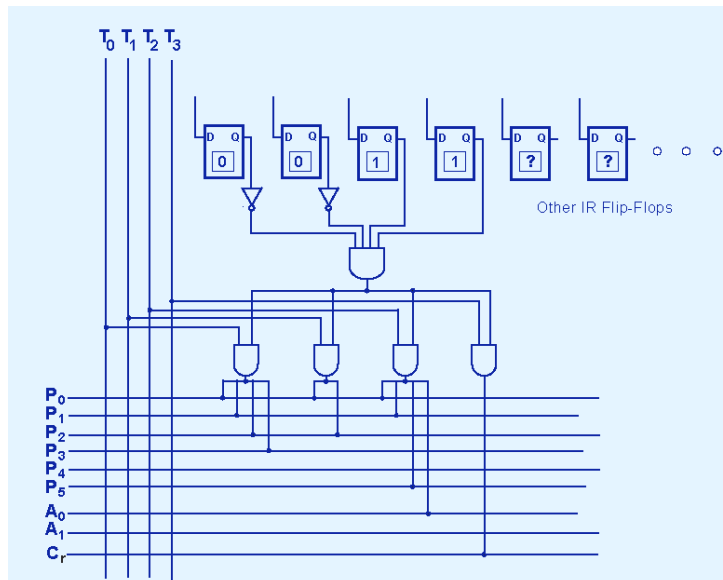 T0 T1 T2 T3
D Q D Q D Q D Q D Q D Q
0 0 1 1 ? ?
Other IR Flip-Flops
P0
P1
P2
P3
P4
P5
A0
A1
Cr